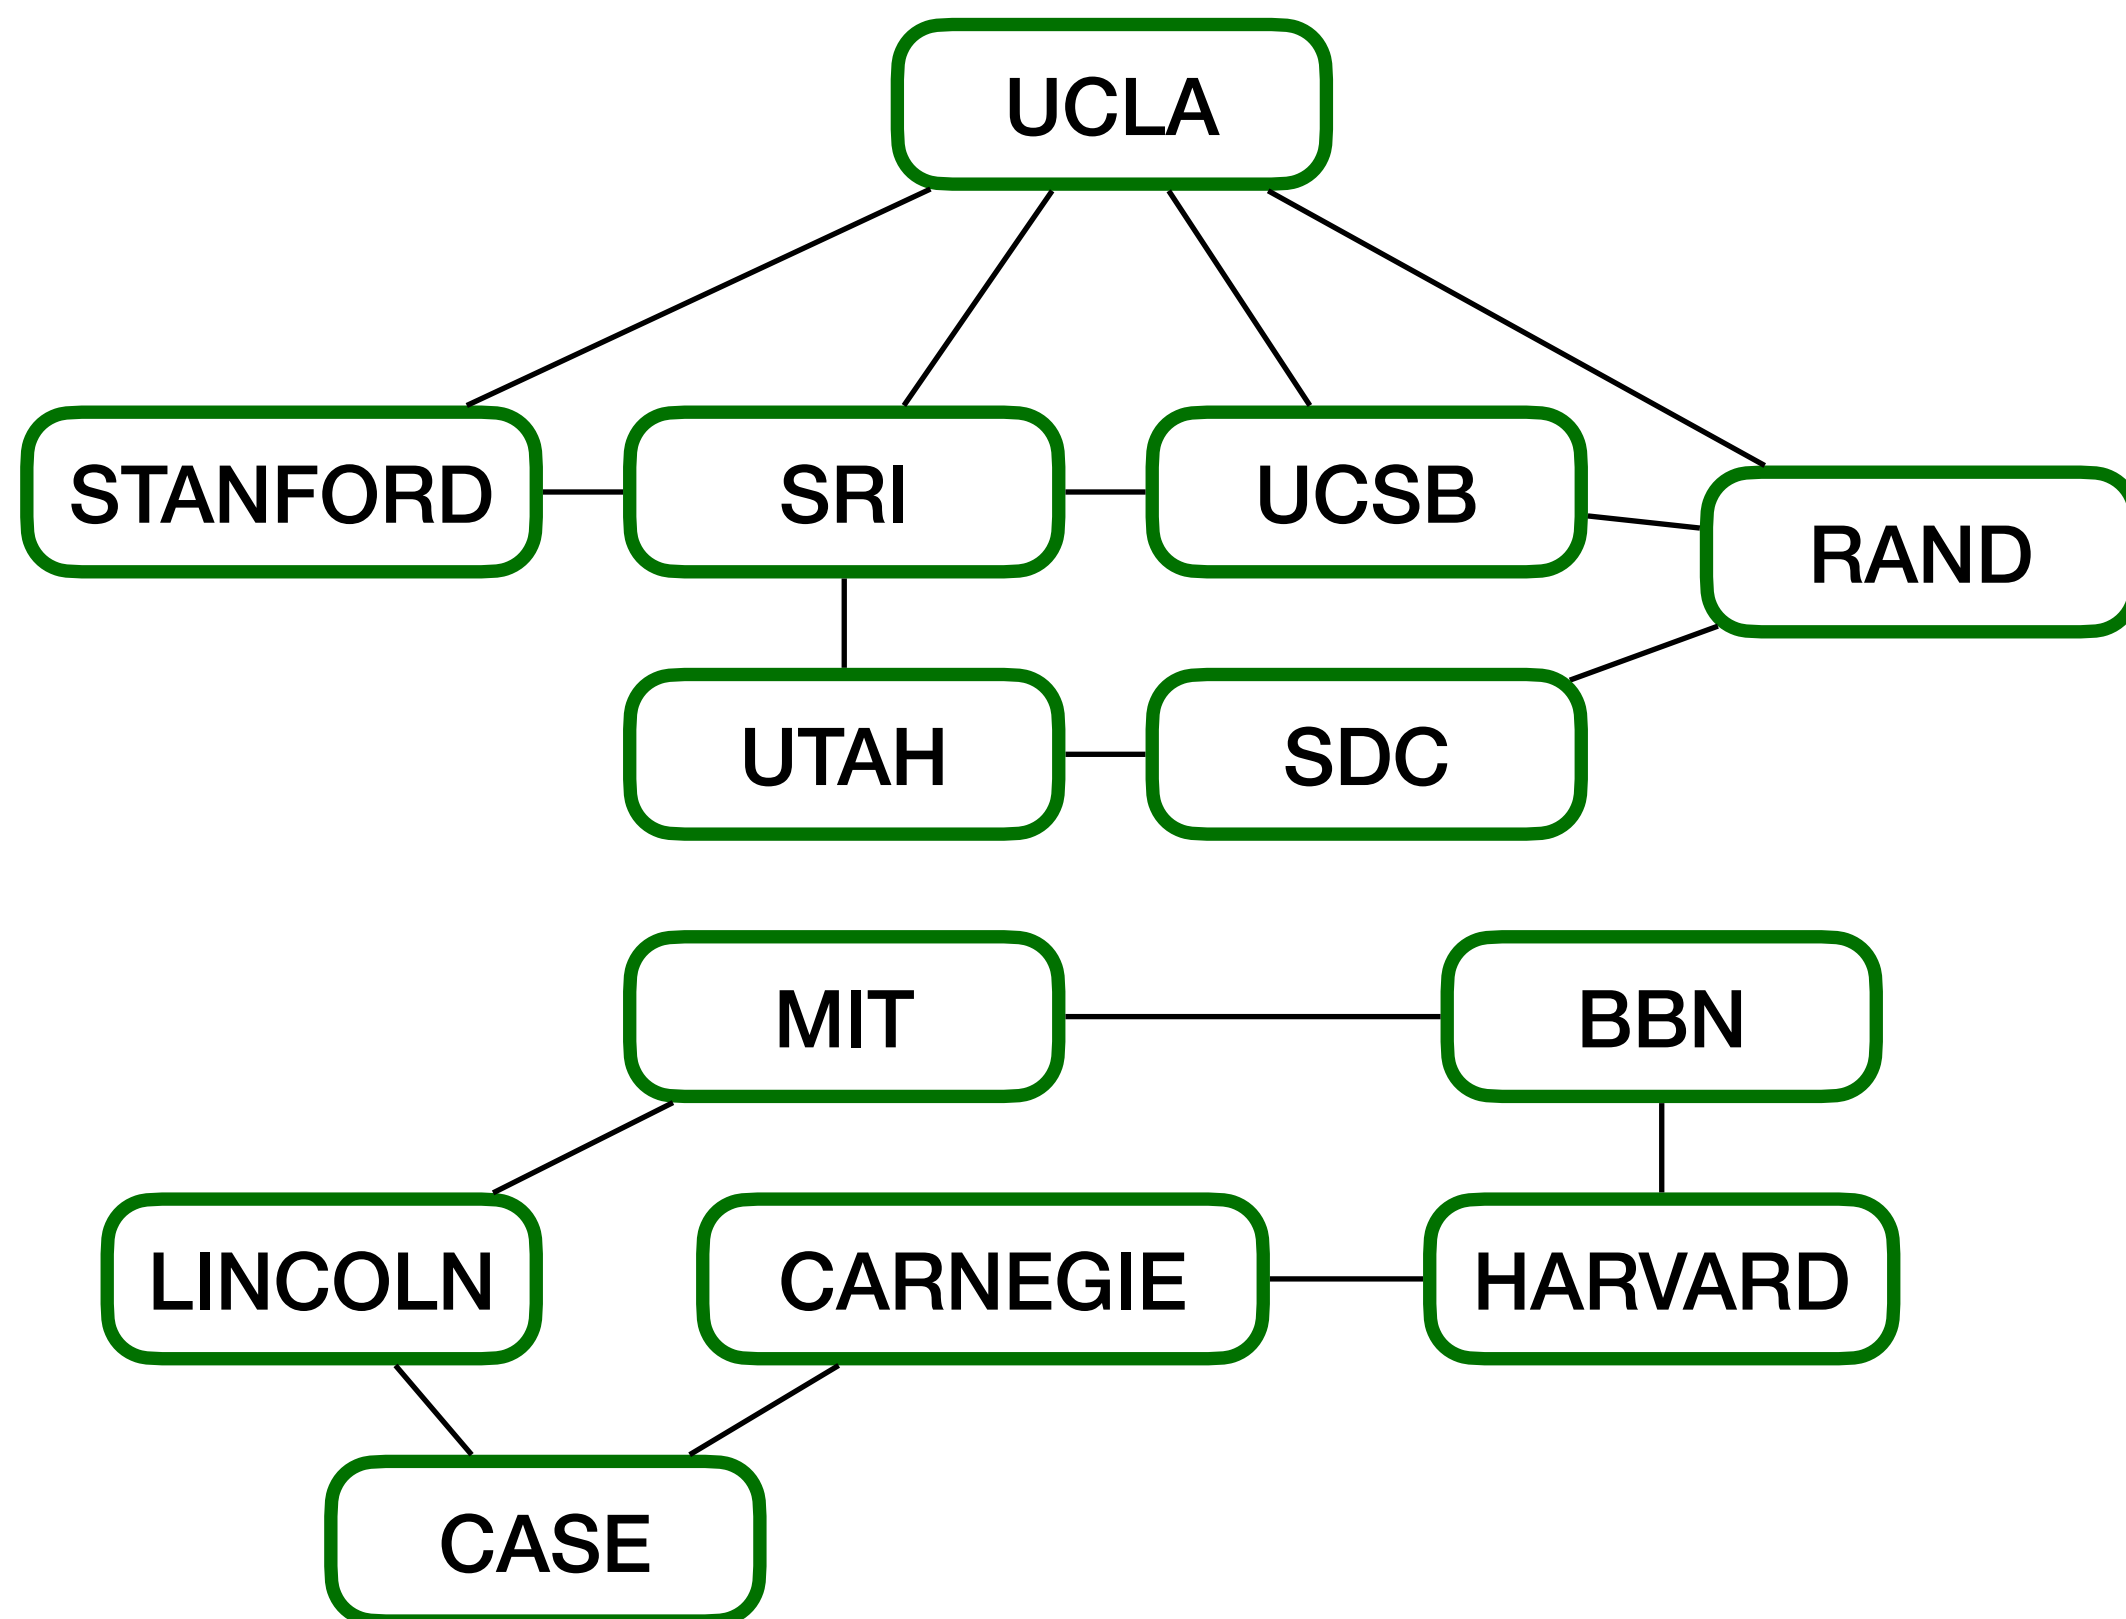 UCLA
STANFORD
SRI
UCSB
RAND
UTAH
SDC
MIT
BBN
LINCOLN
CARNEGIE
HARVARD
CASE